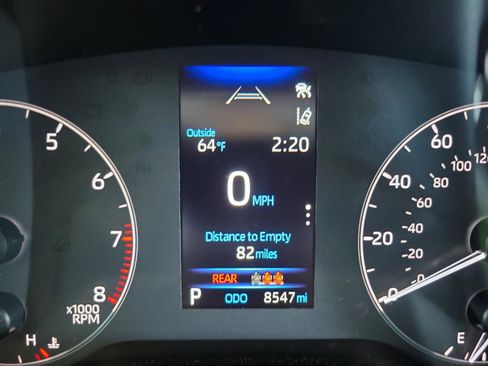 Outside
64°F
2:20
0 MPH
Distance to Empty
82 miles
REAR
P ODO 8547 mi
5
6
7
8
x1000
RPM
H
60
40
20
0
120
100
80
60
40
20
0
E